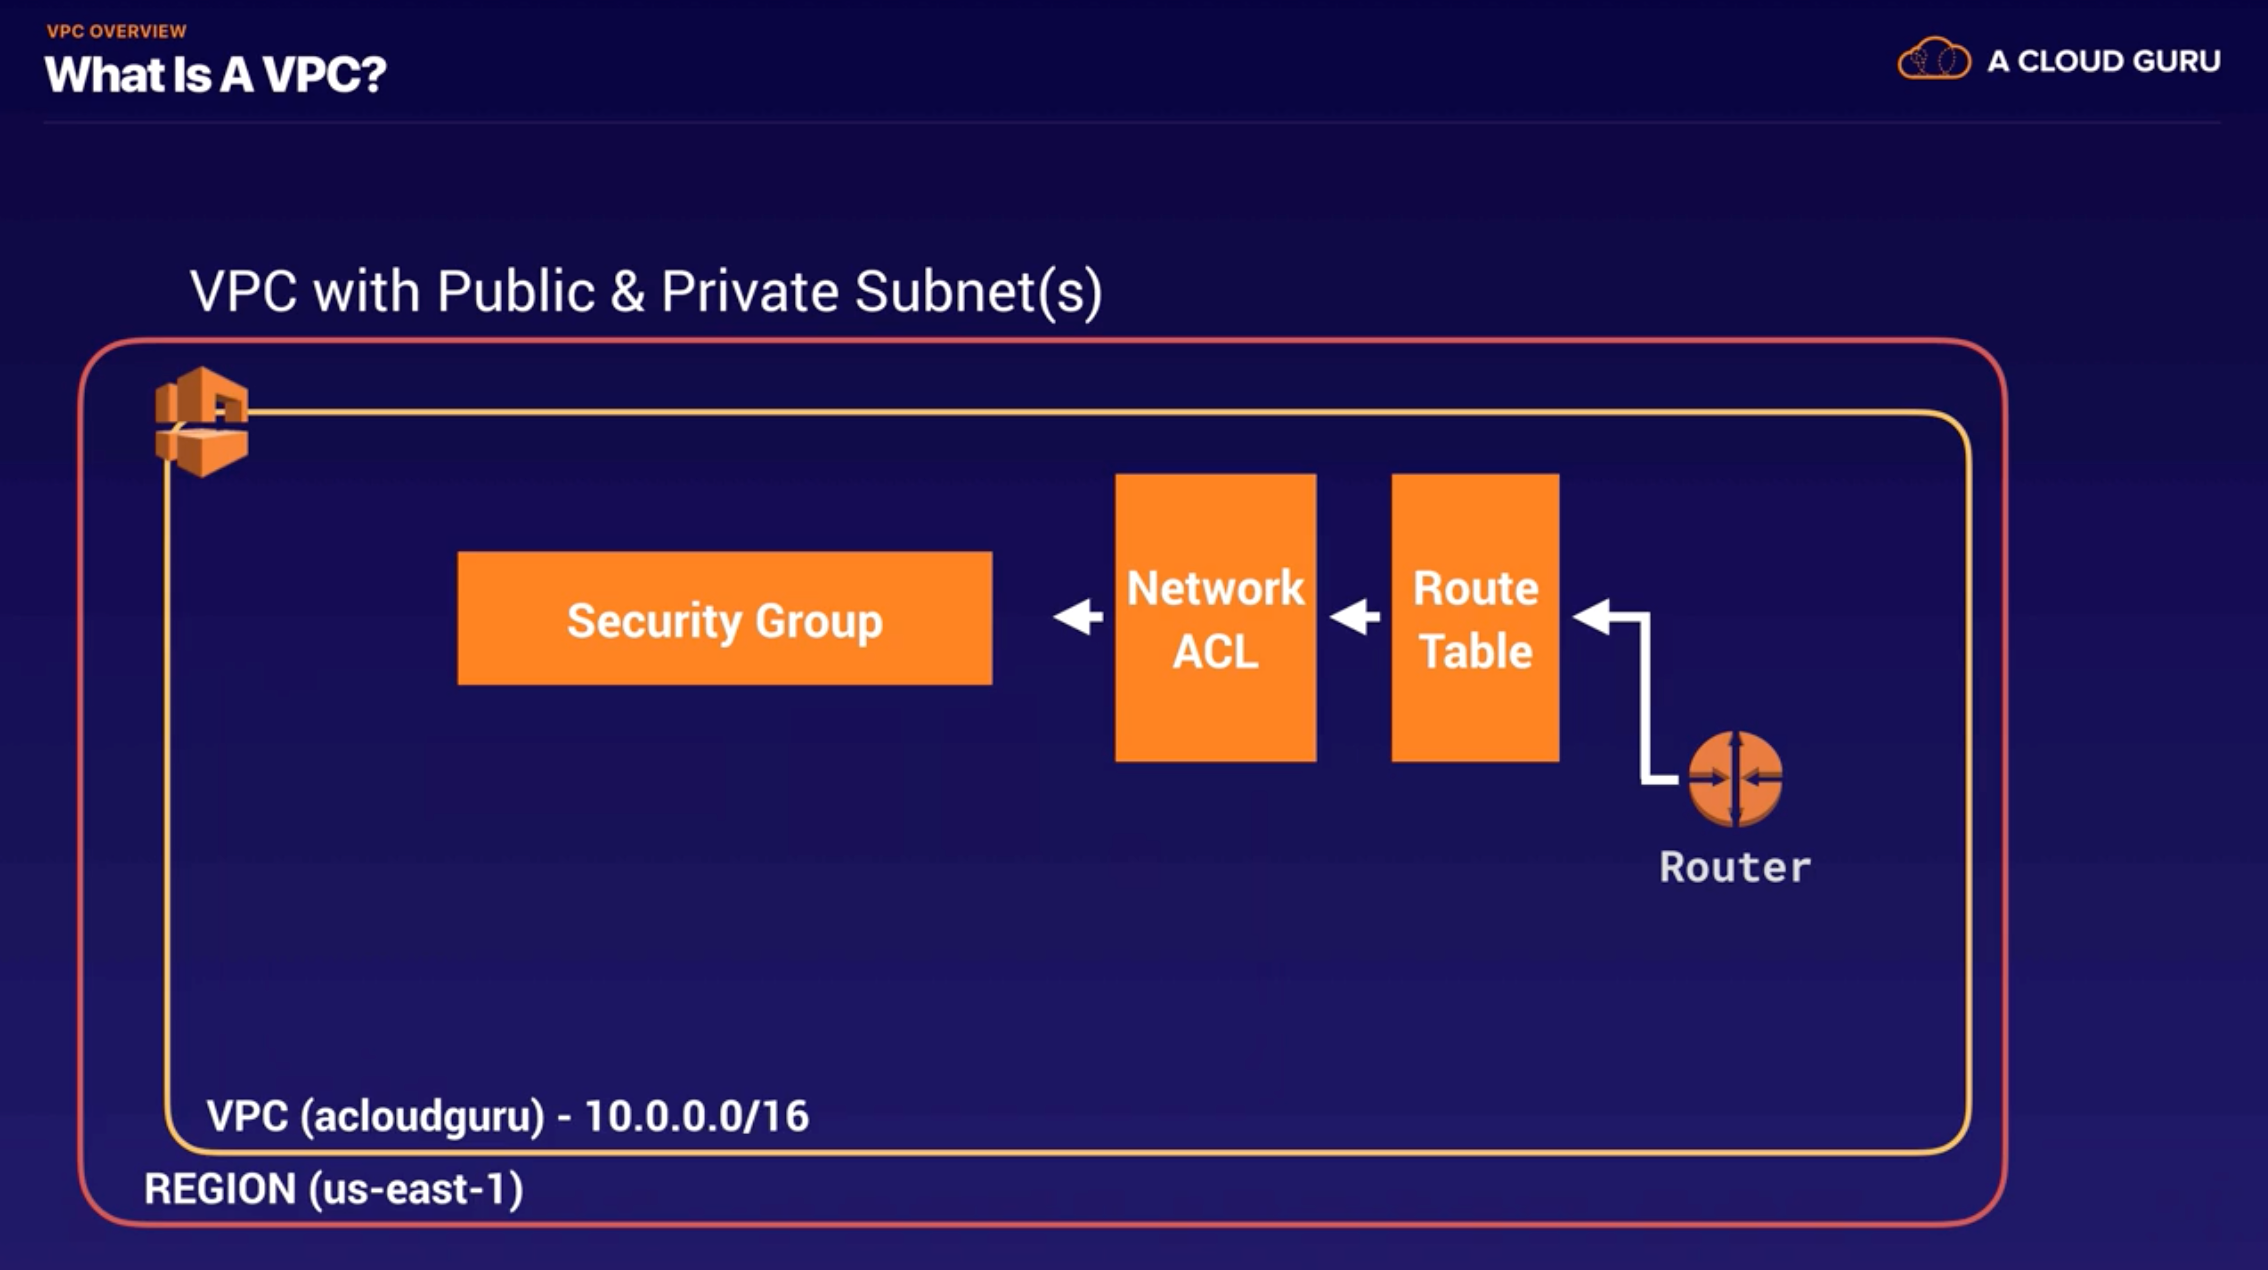 VPC OVERVIEW
What Is A VPC?
A CLOUD GURU
VPC with Public & Private Subnet(s)
Security Group
Network
ACL
Route
Table
Router
VPC (acloudguru) - 10.0.0.0/16
REGION (us-east-1)